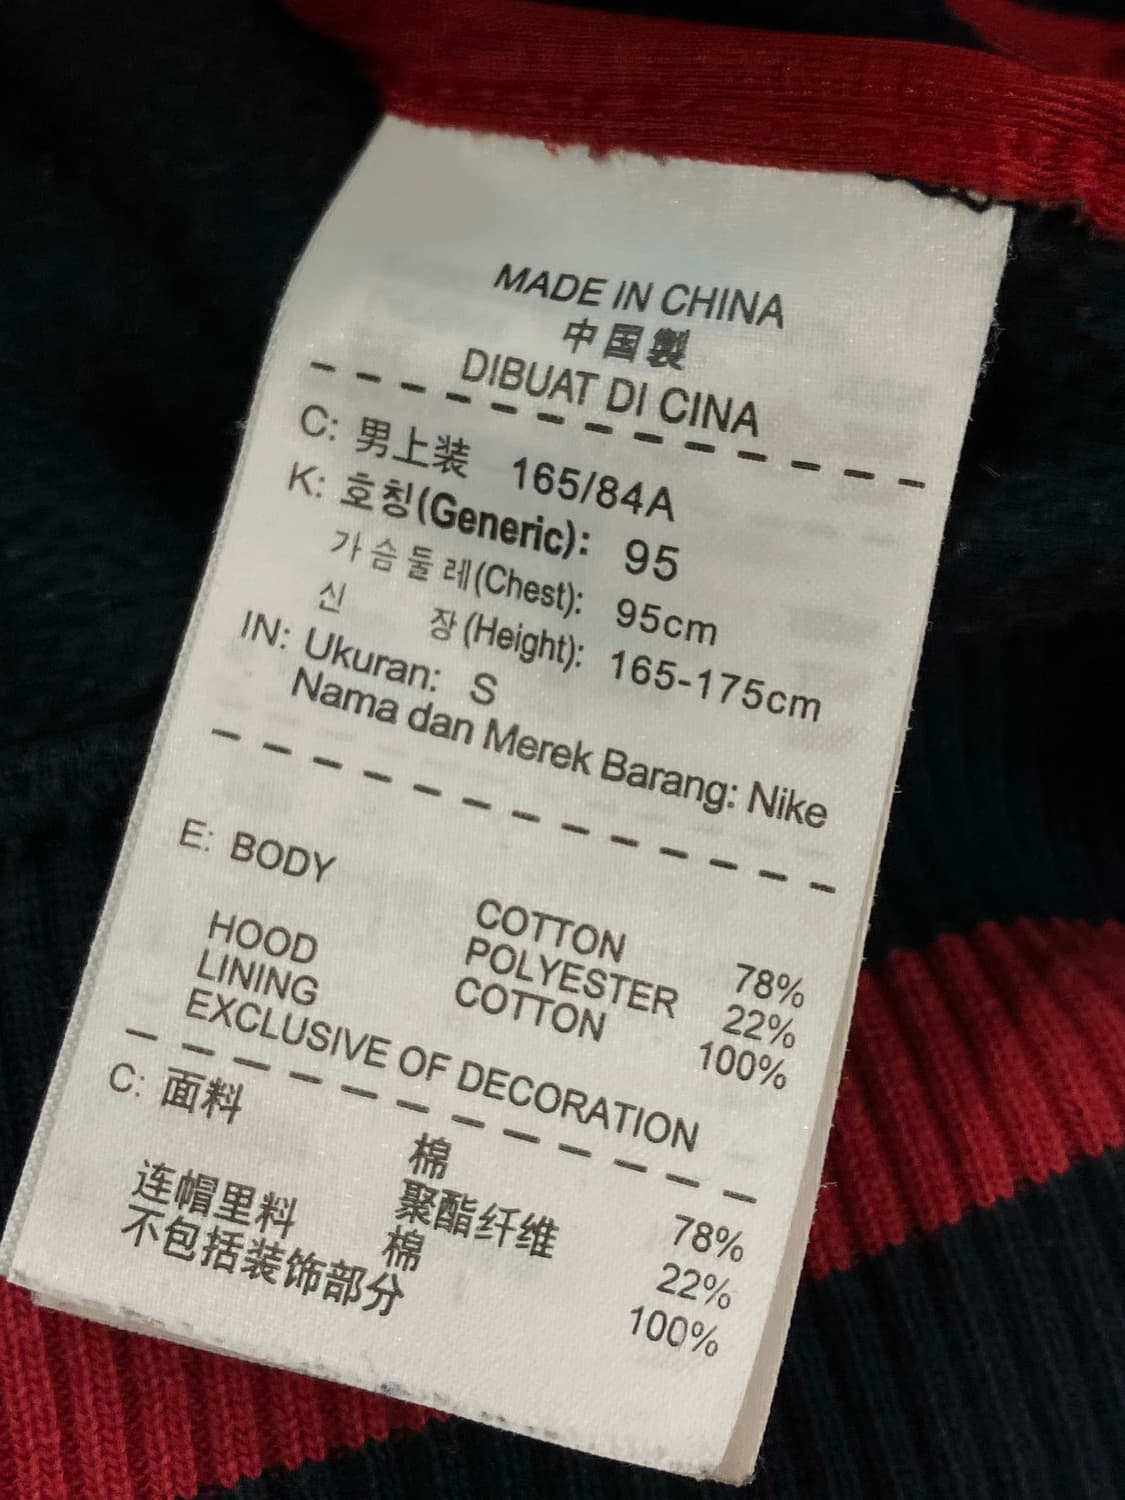 MADE IN CHINA
中国製
DIBUAT DI CINA
C: 男上装 165/84A
K: 호칭(Generic): 95
가슴둘레(Chest): 95cm
신 장(Height): 165-175cm
IN: Ukuran: S
Nama dan Merek Barang: Nike
E: BODY
COTTON 78%
POLYESTER 22%
HOOD LINING COTTON 100%
EXCLUSIVE OF DECORATION
C: 面料
棉 78%
聚酯纤维 22%
连帽里料 棉 100%
不包括装饰部分